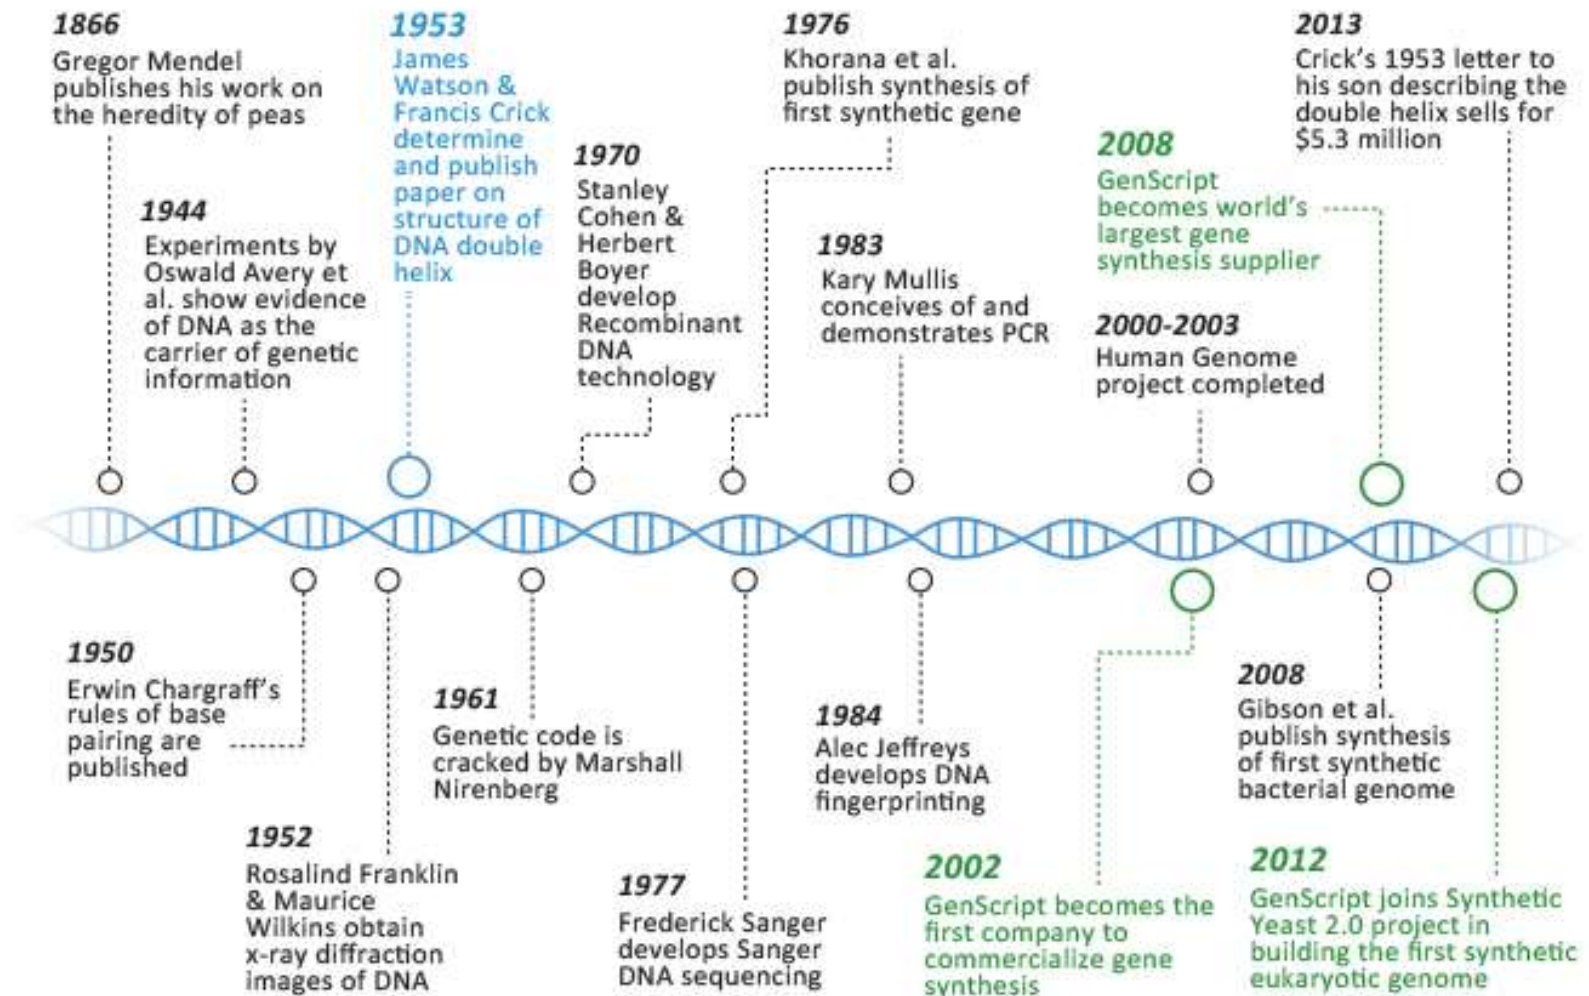 1866
Gregor Mendel
publishes his work on
the heredity of peas
1944
Experiments by
Oswald Avery et
al. show evidence
of DNA as the
carrier of genetic
information
1953
James
Watson &
Francis Crick
determine
and publish
paper on
structure of
DNA double
helix
1970
Stanley
Cohen &
Herbert
Boyer
develop
Recombinant
DNA
technology
1976
Khorana et al.
publish synthesis of
first synthetic gene
1983
Kary Mullis
conceives of and
demonstrates PCR
2008
GenScript
becomes world's
largest gene
synthesis supplier
2000-2003
Human Genome
project completed
2013
Crick's 1953 letter to
his son describing the
double helix sells for
$5.3 million
1950
Erwin Chargraff's
rules of base
pairing are
published
1952
Rosalind Franklin
& Maurice
Wilkins obtain
x-ray diffraction
images of DNA
1961
Genetic code is
cracked by Marshall
Nirenberg
1977
Frederick Sanger
develops Sanger
DNA sequencing
1984
Alec Jeffreys
develops DNA
fingerprinting
2002
GenScript becomes the
first company to
commercialize gene
synthesis
2008
Gibson et al.
publish synthesis
of first synthetic
bacterial genome
2012
GenScript joins Synthetic
Yeast 2.0 project in
building the first synthetic
eukaryotic genome